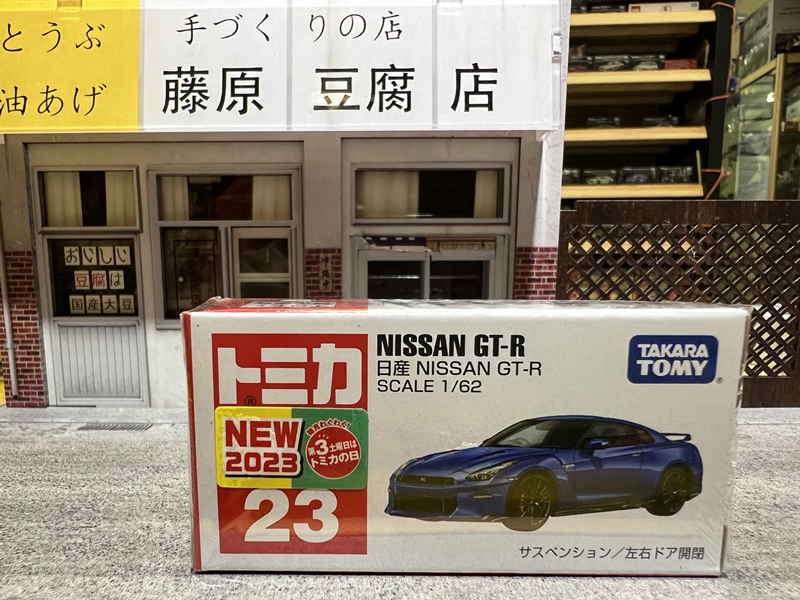 とうふ
油あげ
手づくりの店
藤原 豆腐 店
おいしい
豆腐は
国産大豆
トミカ
®
NEW
2023
第3土曜日は
トミカの日
23
NISSAN GT-R
日産 NISSAN GT-R
SCALE 1/62
TAKARA
TOMY
®
サスペンション/左右ドア開閉